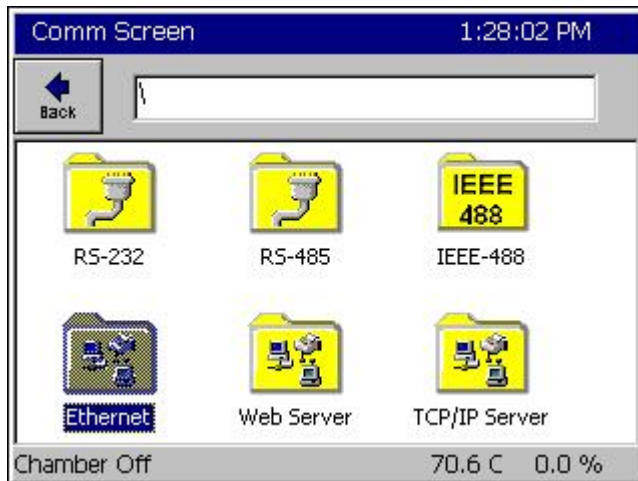 Comm Screen 1:28:02 PM
Back \
IEEE
488
RS-232 RS-485 IEEE-488
Ethernet Web Server TCP/IP Server
Chamber Off 70.6 C 0.0 %